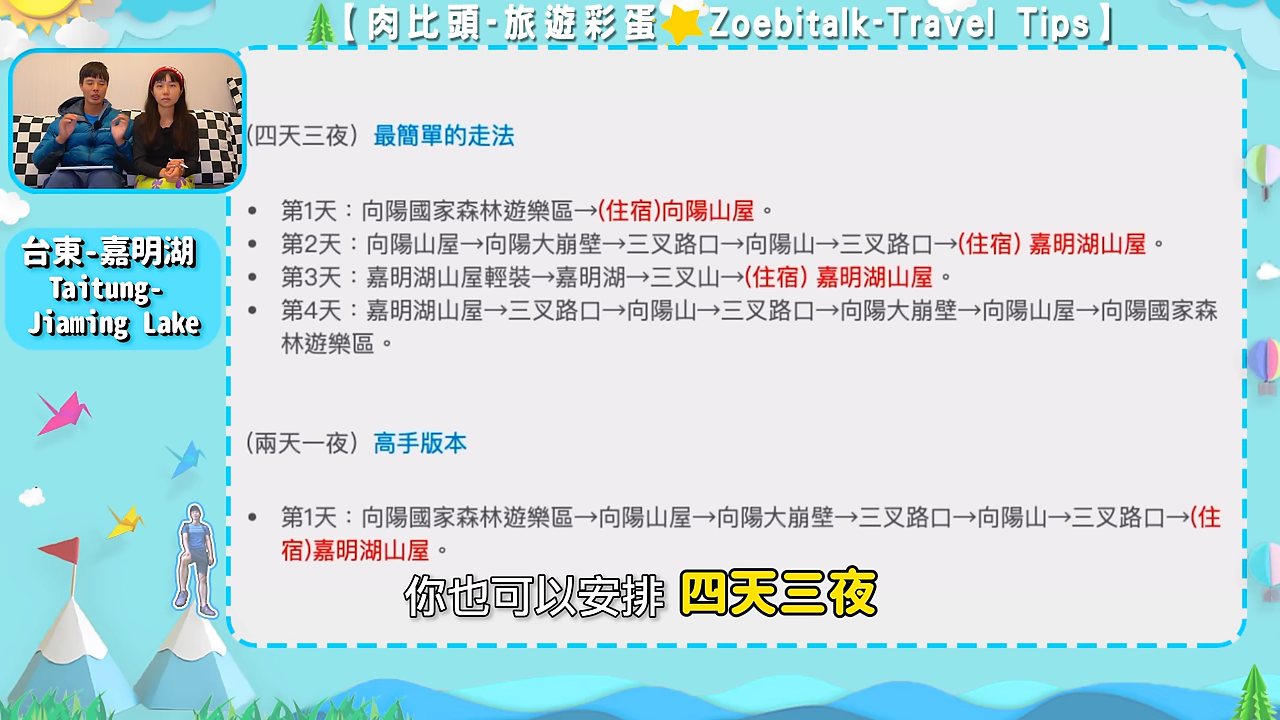 【肉比頭-旅遊彩蛋⭐Zoebitalk-Travel Tips】
台東-嘉明湖
Taitung-
Jiaming Lake
(四天三夜) 最簡單的走法
• 第1天：向陽國家森林遊樂區→(住宿)向陽山屋。
• 第2天：向陽山屋→向陽大崩壁→三叉路口→向陽山→三叉路口→(住宿) 嘉明湖山屋。
• 第3天：嘉明湖山屋輕裝→嘉明湖→三叉山→(住宿) 嘉明湖山屋。
• 第4天：嘉明湖山屋→三叉路口→向陽山→三叉路口→向陽大崩壁→向陽山屋→向陽國家森
林遊樂區。
(兩天一夜) 高手版本
• 第1天：向陽國家森林遊樂區→向陽山屋→向陽大崩壁→三叉路口→向陽山→三叉路口→(住
宿)嘉明湖山屋。
你也可以安排 四天三夜